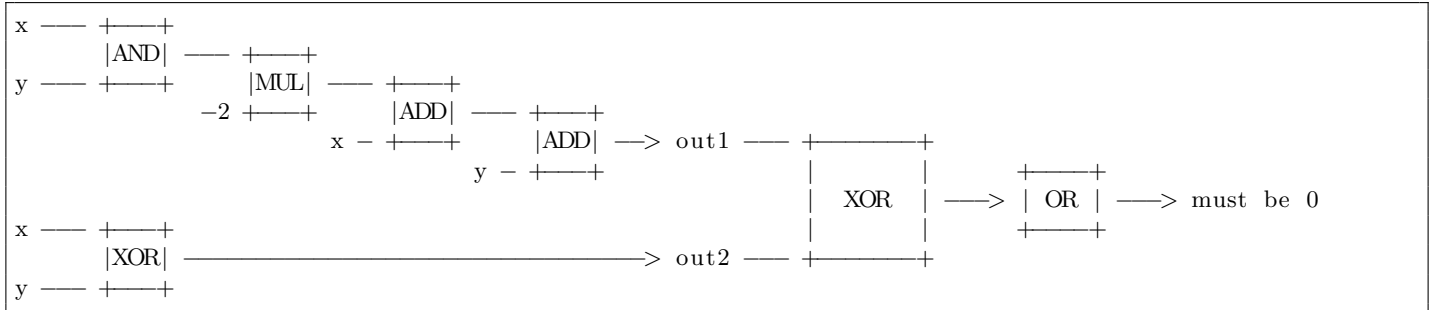 x ——— +———+
|AND| ——— +———+
y ——— +———+ |MUL| ——— +———+
−2 +———+ |ADD| ——— +———+
x − +———+ |ADD| ——> out1 ——— +———————+
y − +———+ | | +————+
| XOR | ———> | OR | ———> must be 0
x ——— +———+ | | +————+
|XOR| ————————————————————————> out2 ——— +———————+
y ——— +———+